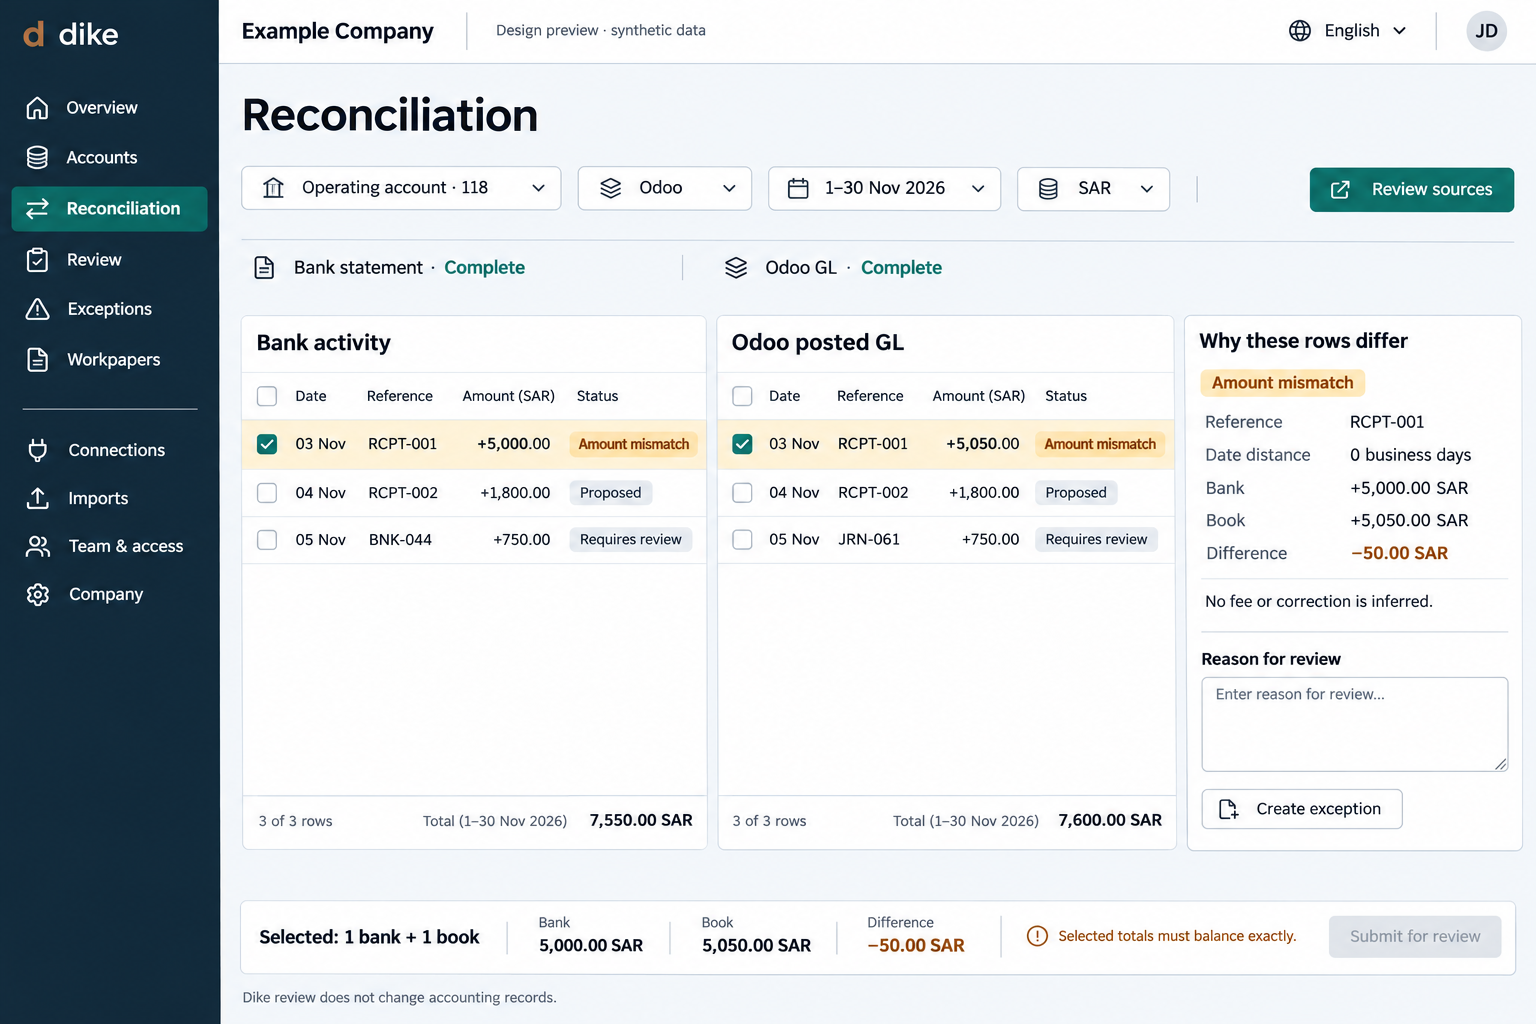 d dike
Example Company
Design preview · synthetic data
English
JD
Overview
Accounts
Reconciliation
Review
Exceptions
Workpapers
Connections
Imports
Team & access
Company
Reconciliation
Operating account · 118
Odoo
1–30 Nov 2026
SAR
Review sources
Bank statement · Complete
Odoo GL · Complete
Bank activity
Date Reference Amount (SAR) Status
03 Nov RCPT-001 +5,000.00 Amount mismatch
04 Nov RCPT-002 +1,800.00 Proposed
05 Nov BNK-044 +750.00 Requires review
3 of 3 rows Total (1–30 Nov 2026) 7,550.00 SAR
Odoo posted GL
Date Reference Amount (SAR) Status
03 Nov RCPT-001 +5,050.00 Amount mismatch
04 Nov RCPT-002 +1,800.00 Proposed
05 Nov JRN-061 +750.00 Requires review
3 of 3 rows Total (1–30 Nov 2026) 7,600.00 SAR
Why these rows differ
Amount mismatch
Reference RCPT-001
Date distance 0 business days
Bank +5,000.00 SAR
Book +5,050.00 SAR
Difference −50.00 SAR
No fee or correction is inferred.
Reason for review
Enter reason for review...
Create exception
Selected: 1 bank + 1 book
Bank
5,000.00 SAR
Book
5,050.00 SAR
Difference
−50.00 SAR
Selected totals must balance exactly.
Submit for review
Dike review does not change accounting records.